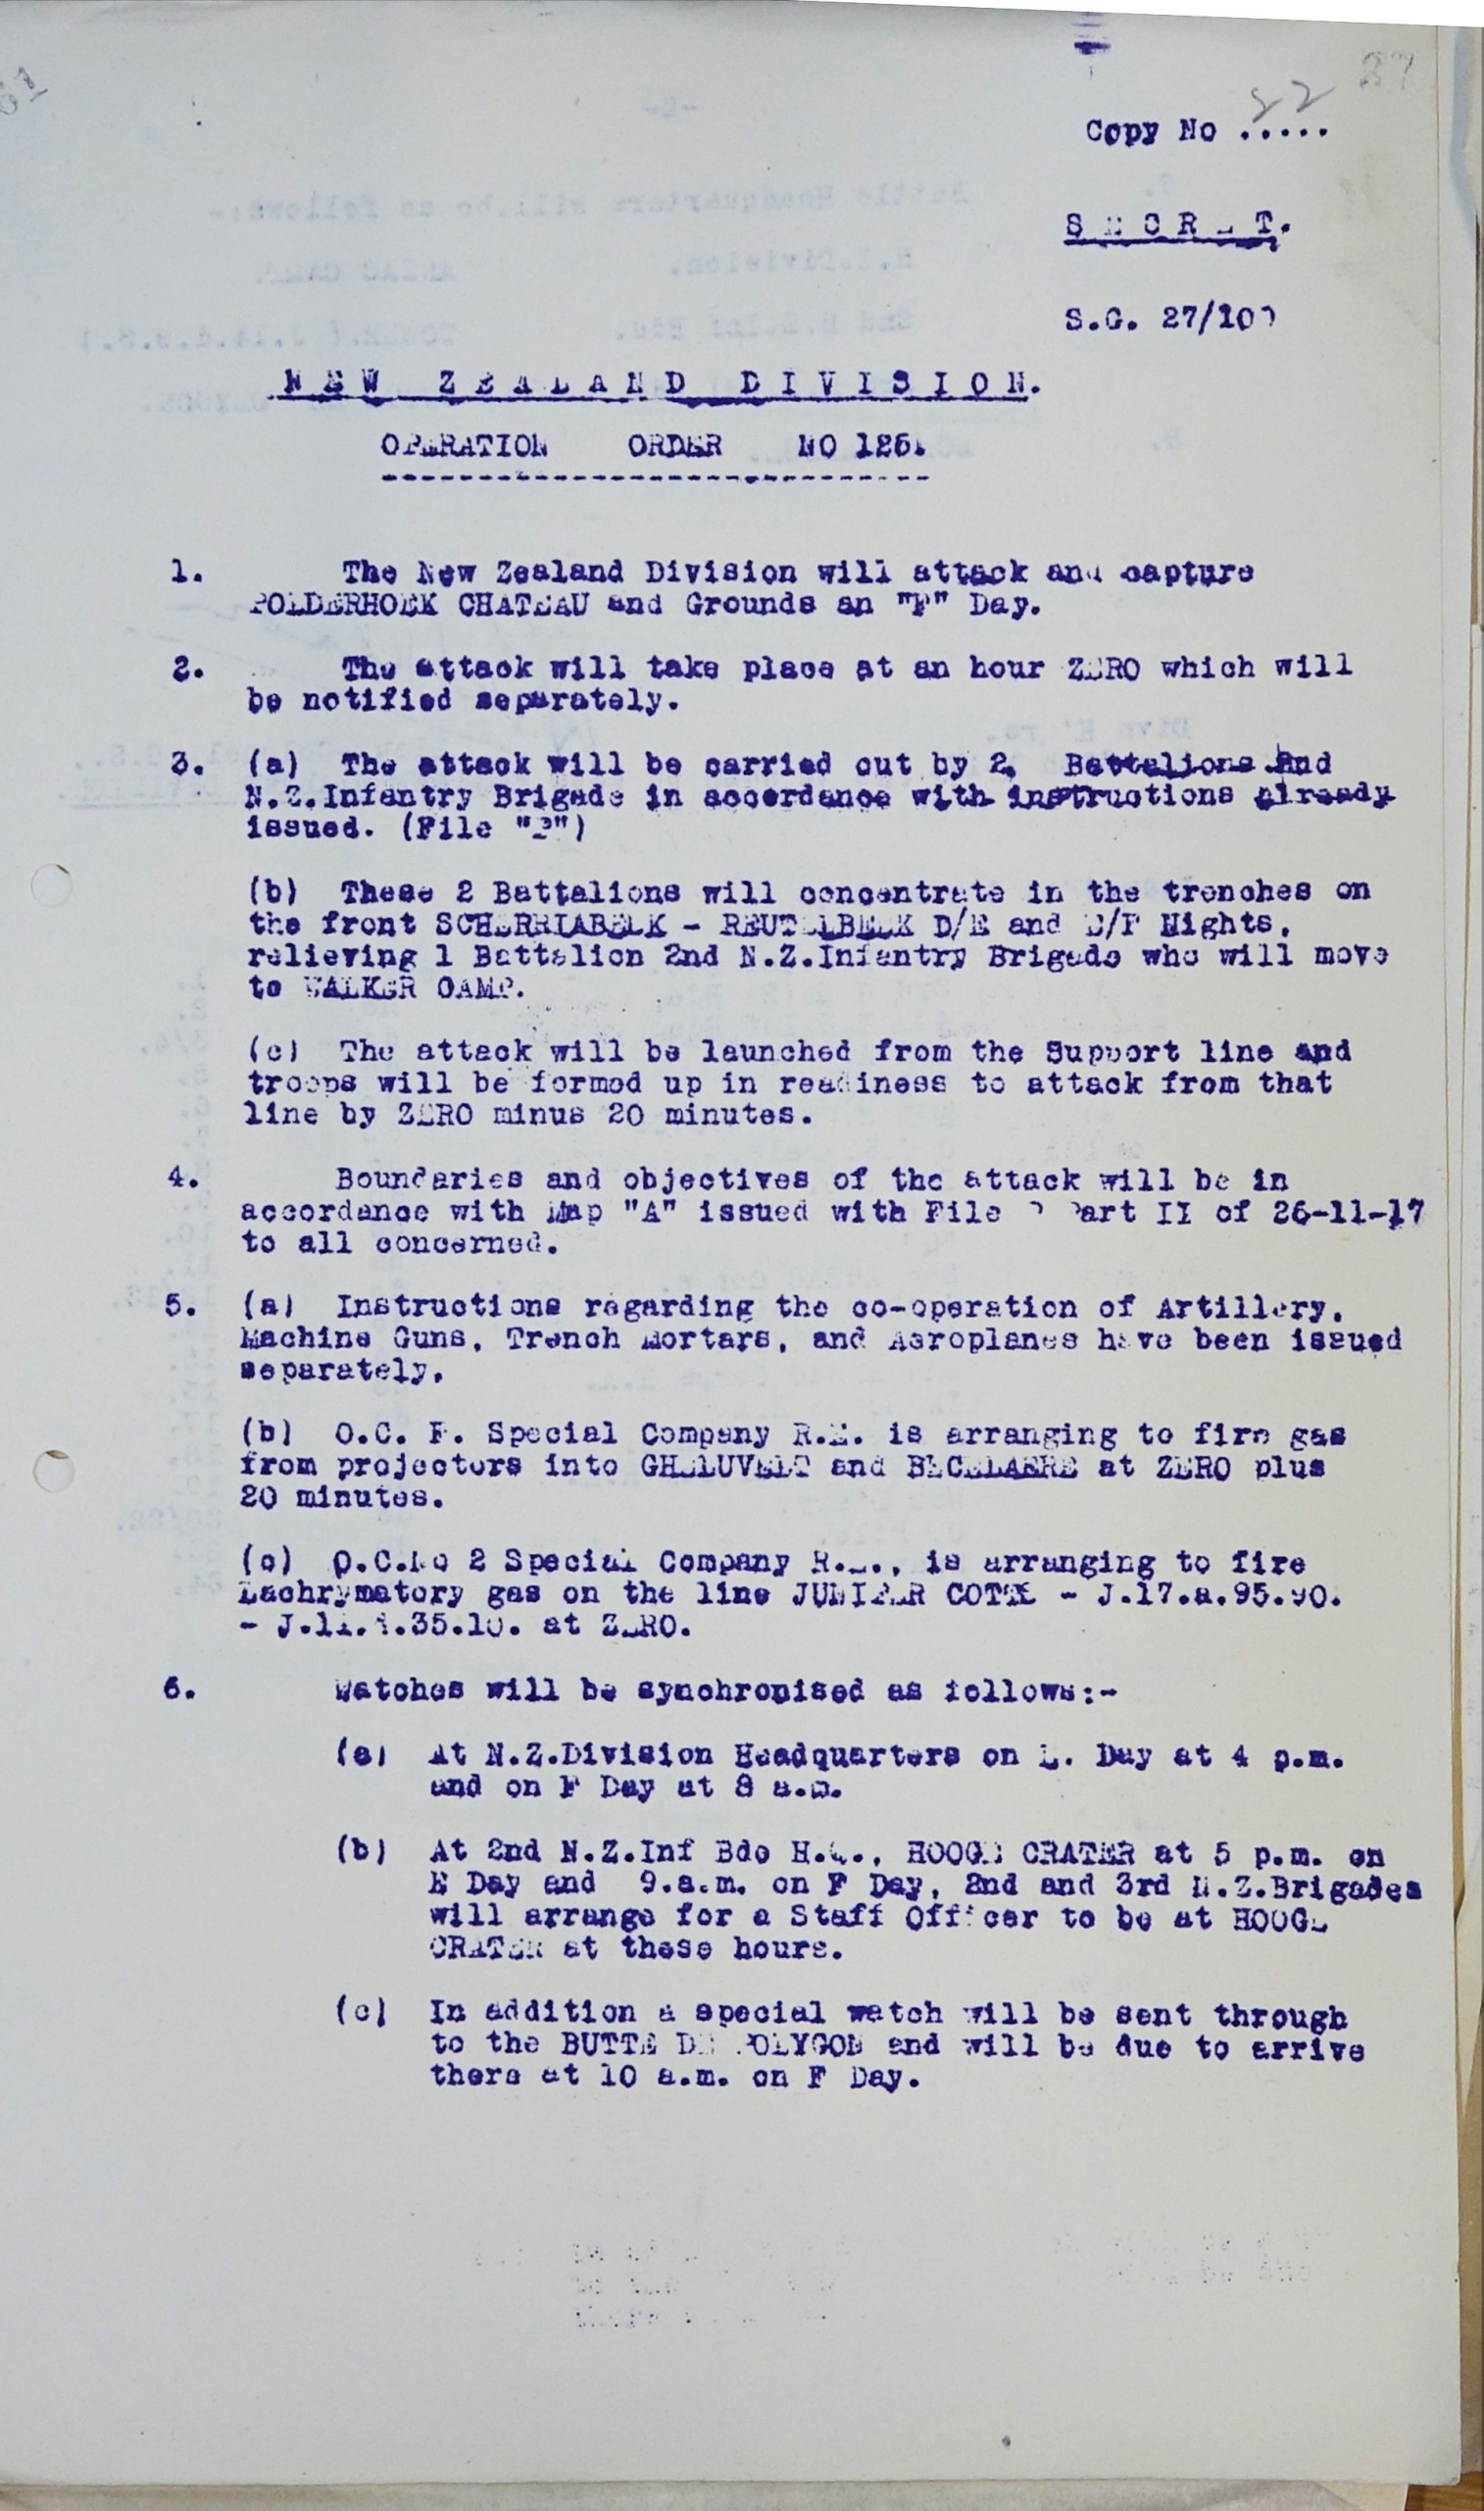 27
Copy No ..... 22
S E C R E T.
S.G. 27/10
N E W Z E A L A N D D I V I S I O N.
OPERATION ORDER NO 125.
1. The New Zealand Division will attack and capture
POLDERHOEK CHATEAU and Grounds an "F" Day.
2. The attack will take place at an hour ZERO which will
be notified separately.
3. (a) The attack will be carried out by 2, Battalions 2nd
N.Z.Infantry Brigade in accordance with instructions already
issued. (File "P")
(b) These 2 Battalions will concentrate in the trenches on
the front SCHERRIABEEK - REUTELBEEK D/E and E/F Nights,
relieving 1 Battalion 2nd N.Z.Infantry Brigade who will move
to WALKER CAMP.
(c) The attack will be launched from the Support line and
troops will be formed up in readiness to attack from that
line by ZERO minus 20 minutes.
4. Boundaries and objectives of the attack will be in
accordance with Map "A" issued with File P Part II of 26-11-17
to all concerned.
5. (a) Instructions regarding the co-operation of Artillery,
Machine Guns, Trench Mortars, and Aeroplanes have been issued
separately.
(b) O.C. F. Special Company R.E. is arranging to fire gas
from projectors into GHELUVELT and BECELAERE at ZERO plus
20 minutes.
(c) O.C.No 2 Special Company R.E., is arranging to fire
Lachrymatory gas on the line JUNIPER COTTE - J.17.a.95.90.
- J.11. .35.10. at ZERO.
6. Watches will be synchronised as follows:-
(a) At N.Z.Division Headquarters on E. Day at 4 p.m.
and on F Day at 8 a.m.
(b) At 2nd N.Z.Inf Bde H.Q., HOOGE CRATER at 5 p.m. on
E Day and 9.a.m. on F Day, 2nd and 3rd N.Z.Brigades
will arrange for a Staff Officer to be at HOOGE
CRATER at these hours.
(c) In addition a special watch will be sent through
to the BUTTE DE POLYGON and will be due to arrive
there at 10 a.m. on F Day.